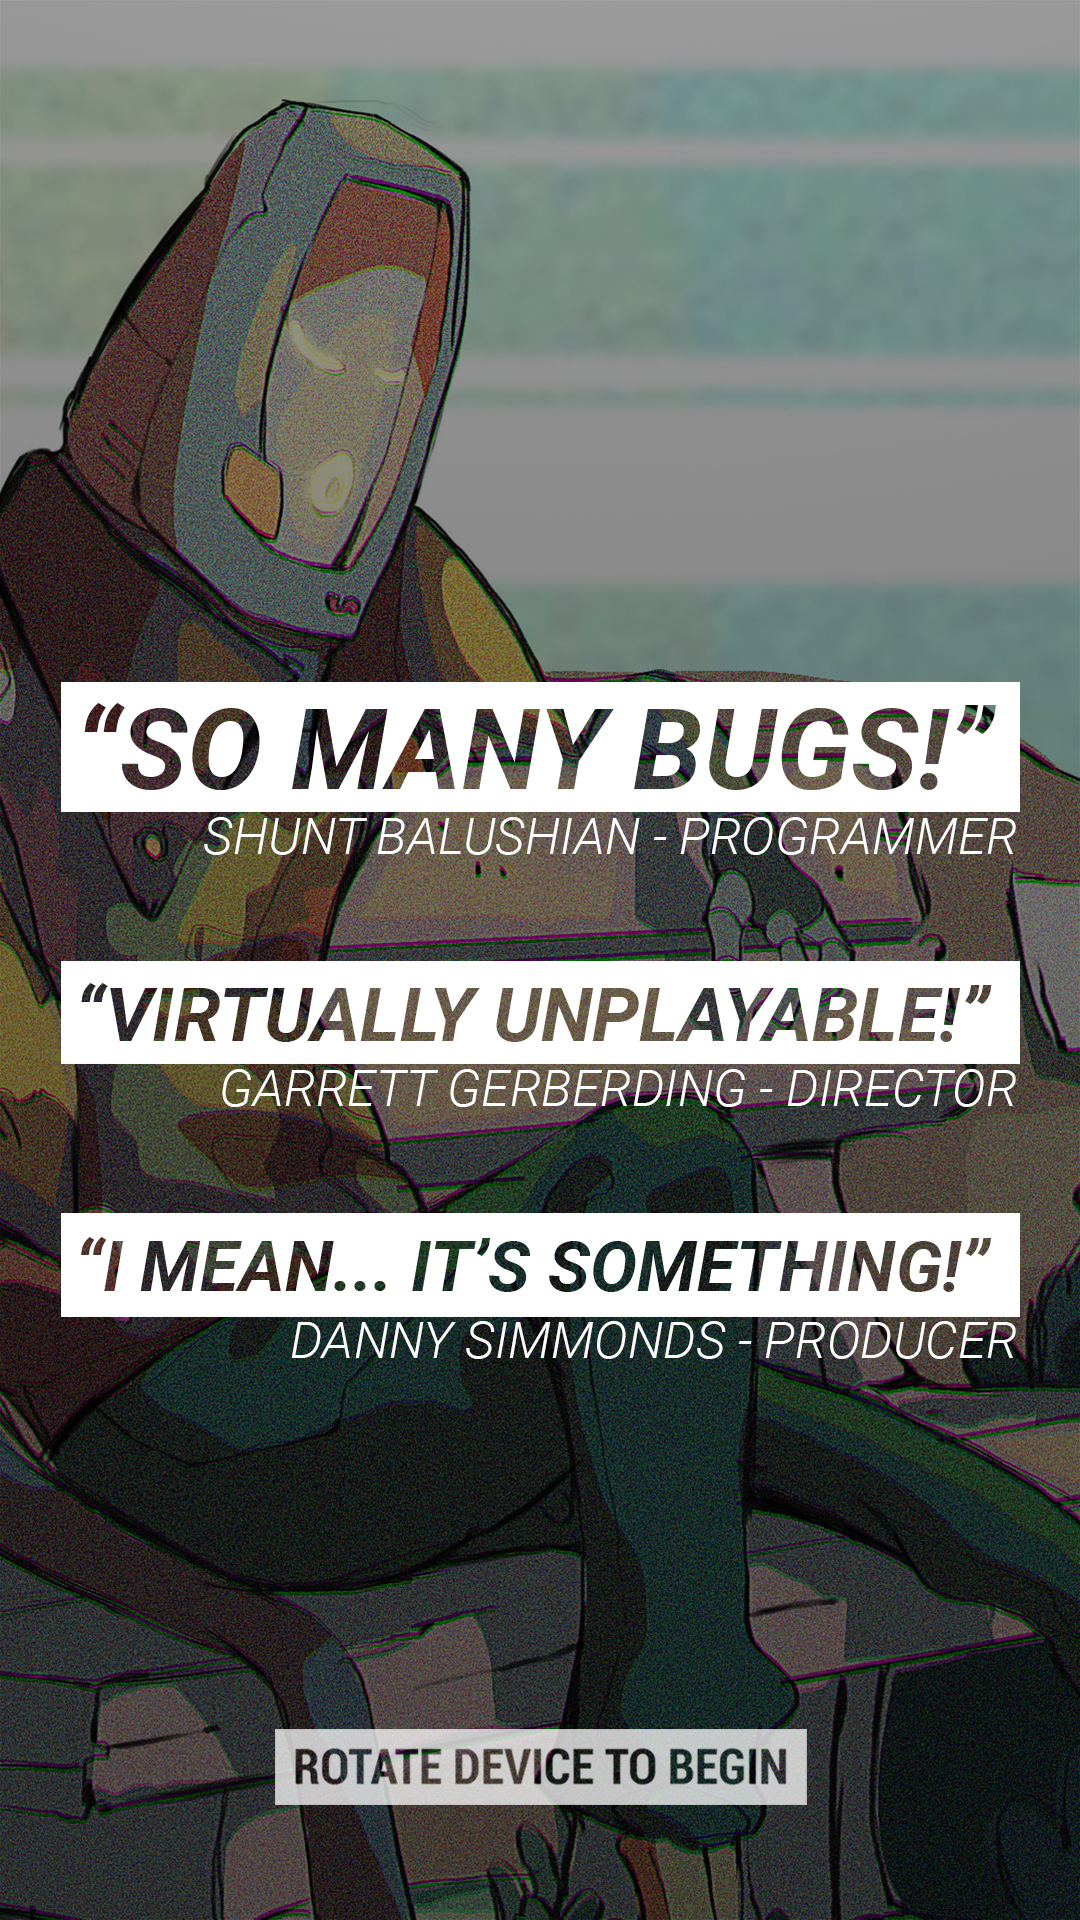 “SO MANY BUGS!”
SHUNT BALUSHIAN - PROGRAMMER
“VIRTUALLY UNPLAYABLE!”
GARRETT GERBERDING - DIRECTOR
“I MEAN... IT’S SOMETHING!”
DANNY SIMMONDS - PRODUCER
ROTATE DEVICE TO BEGIN